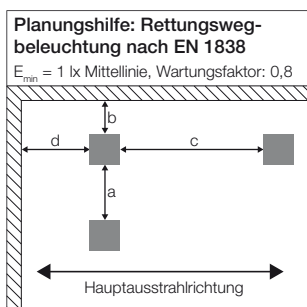 Planungshilfe: Rettungsweg-
beleuchtung nach EN 1838
Emin = 1 lx Mittellinie, Wartungsfaktor: 0,8
b
d
c
a
Hauptausstrahlrichtung